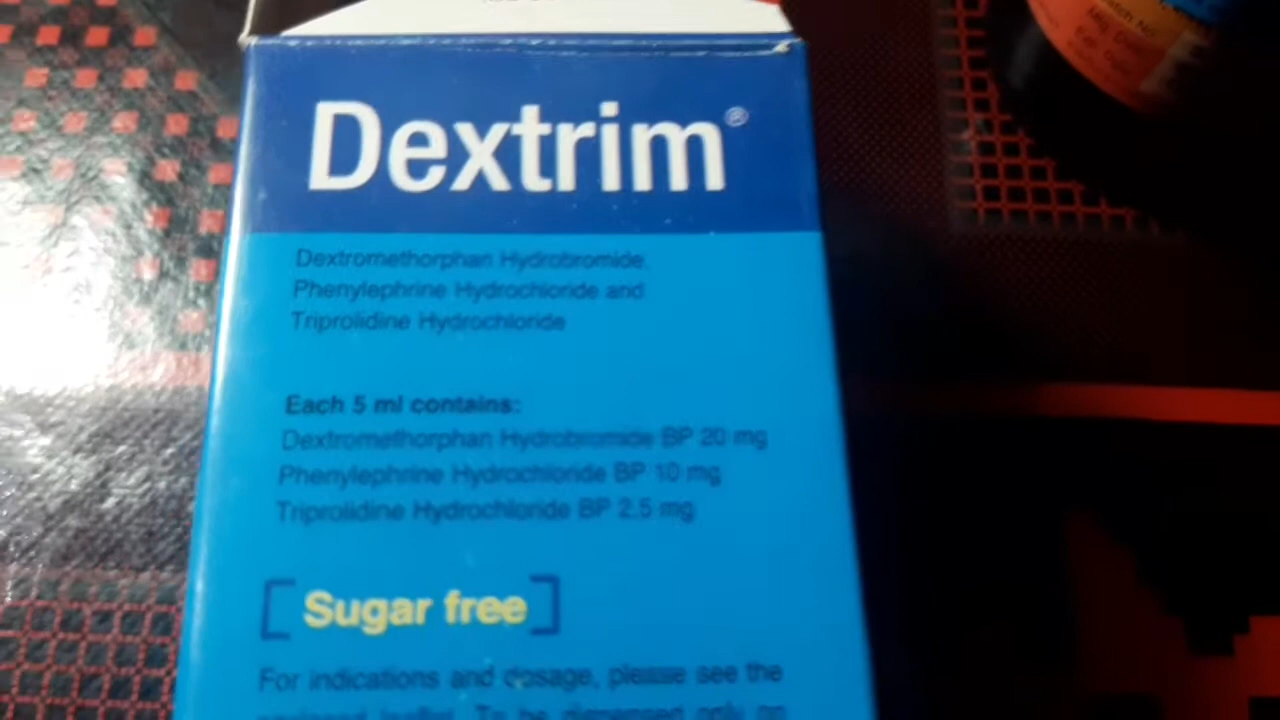 Dextrim®
Dextromethorphan Hydrobromide,
Phenylephrine Hydrochloride and
Triprolidine Hydrochloride
Each 5 ml contains:
Dextromethorphan Hydrobromide BP 20 mg
Phenylephrine Hydrochloride BP 10 mg
Triprolidine Hydrochloride BP 2.5 mg
[Sugar free]
For indications and dosage, please see the